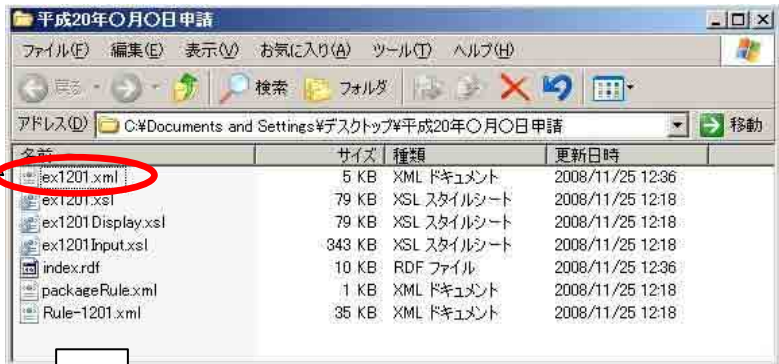 平成20年〇月〇日申請
ファイル(F) 編集(E) 表示(V) お気に入り(A) ツール(T) ヘルプ(H)
戻る 検索 フォルダ
アドレス(D) C:¥Documents and Settings¥デスクトップ¥平成20年〇月〇日申請 移動
名前 サイズ 種類 更新日時
ex1201.xml 5 KB XML ドキュメント 2008/11/25 12:36
ex1201.xsl 79 KB XSL スタイルシート 2008/11/25 12:18
ex1201Display.xsl 79 KB XSL スタイルシート 2008/11/25 12:18
ex1201Input.xsl 343 KB XSL スタイルシート 2008/11/25 12:18
index.rdf 10 KB RDF ファイル 2008/11/25 12:36
packageRule.xml 1 KB XML ドキュメント 2008/11/25 12:18
Rule-1201.xml 35 KB XML ドキュメント 2008/11/25 12:18